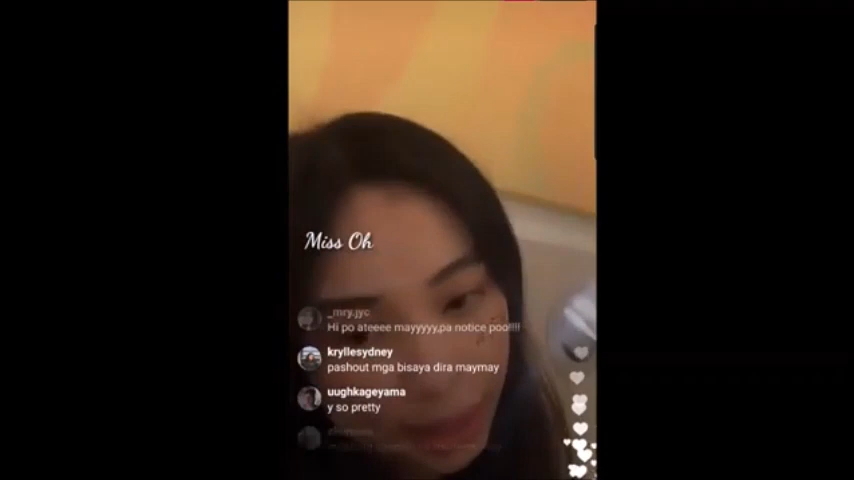 Miss Oh
_mry.jyc
Hi po ateeee mayyyyy,pa notice poo!!!!
kryllesydney
pashout mga bisaya dira maymay
uughkageyama
y so pretty